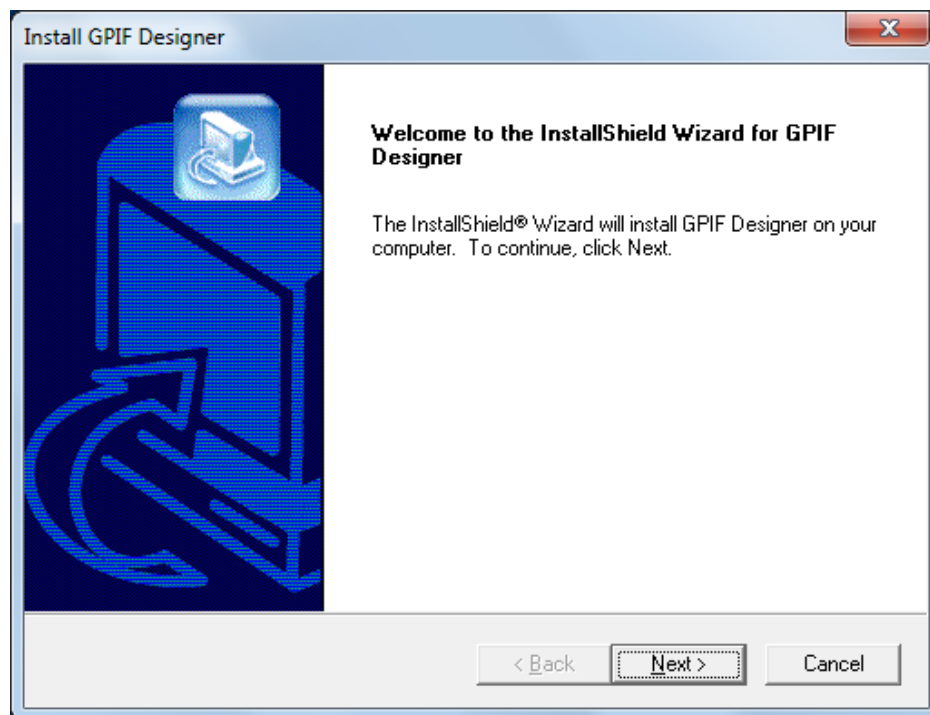 Install GPIF Designer
Welcome to the InstallShield Wizard for GPIF
Designer
The InstallShield® Wizard will install GPIF Designer on your
computer. To continue, click Next.
< Back
Next >
Cancel